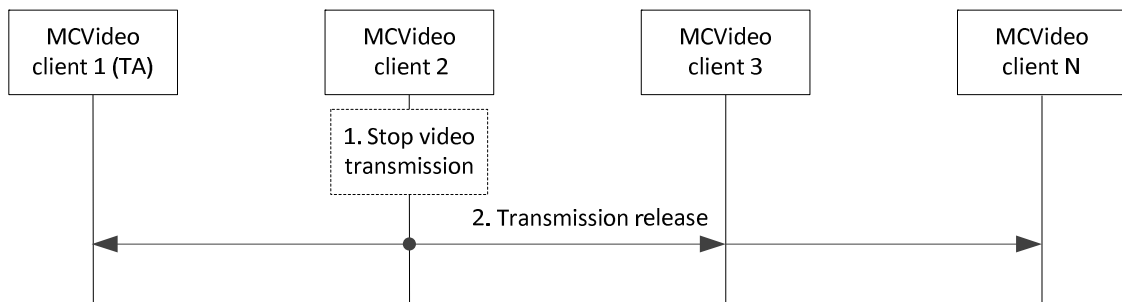 MCVideo
client 1 (TA)
MCVideo
client 2
MCVideo
client 3
MCVideo
client N
1. Stop video
transmission
2. Transmission release